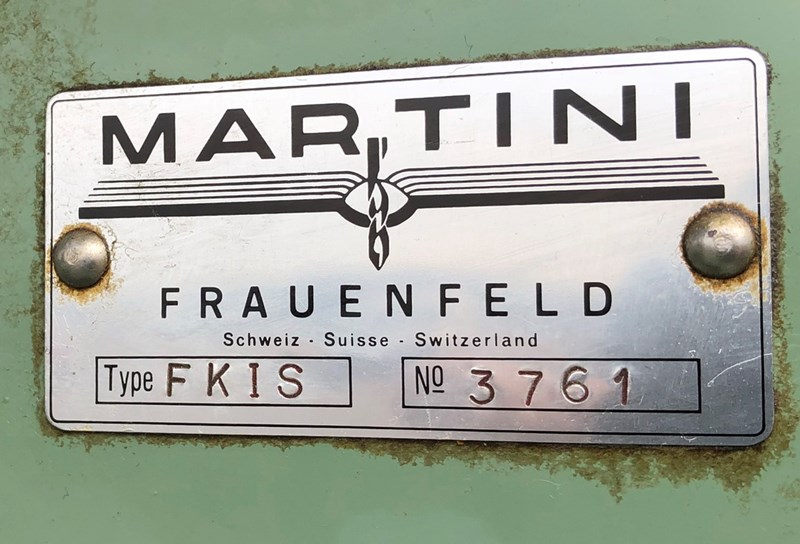 MARTINI
FRAUENFELD
Schweiz - Suisse - Switzerland
Type FKIS Nº 3761